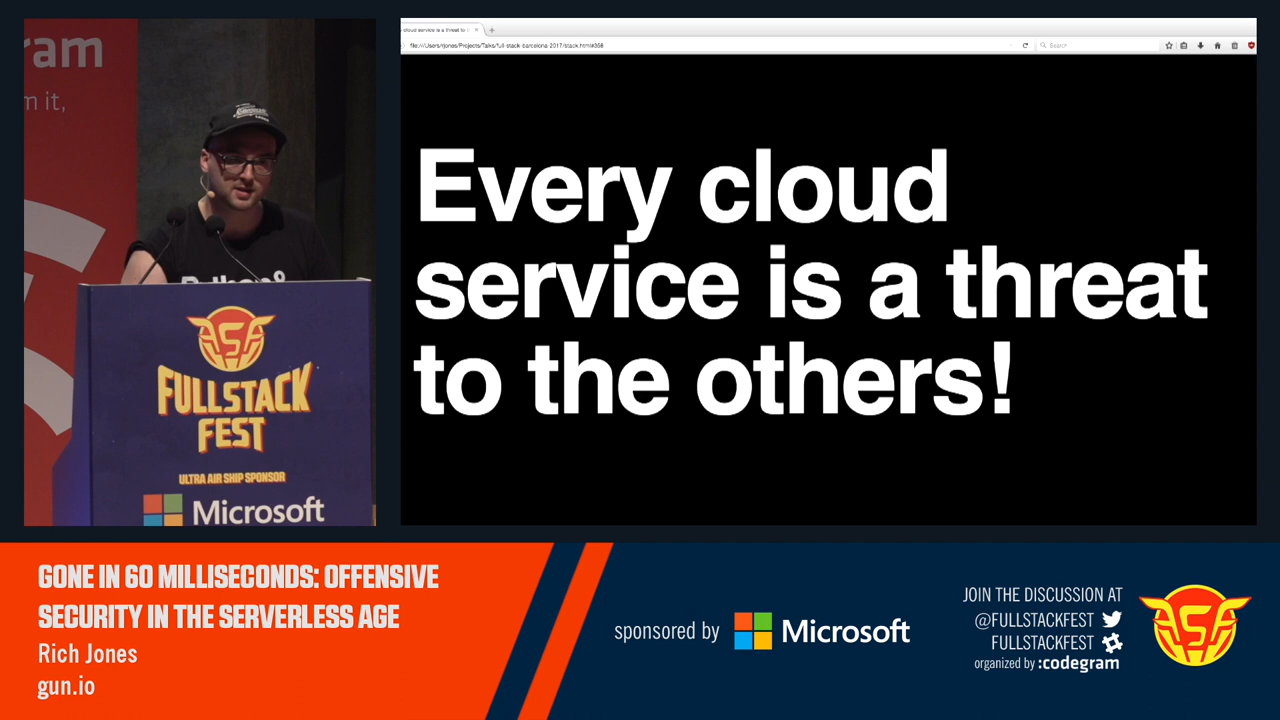 ram
m it,
FULLSTACK
FEST
ULTRA AIR SHIP SPONSOR
Microsoft
cloud service is a threat to
file:///Users/rjones/Projects/Talks/full-stack-barcelona-2017/stack.html#308
Search
Every cloud
service is a threat
to the others!
GONE IN 60 MILLISECONDS: OFFENSIVE
SECURITY IN THE SERVERLESS AGE
Rich Jones
gun.io
sponsored by Microsoft
JOIN THE DISCUSSION AT
@FULLSTACKFEST
FULLSTACKFEST
organized by :codegram